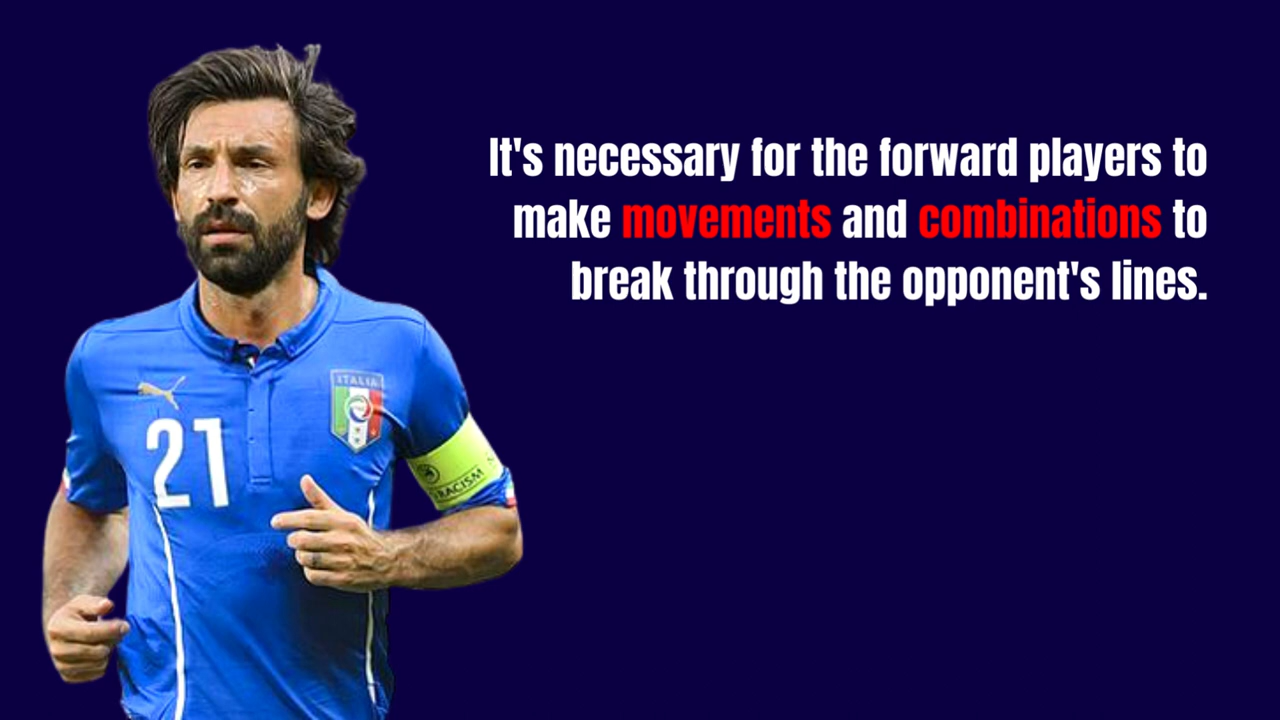 It's necessary for the forward players to
make movements and combinations to
break through the opponent's lines.
ITALIA
21
RACISM